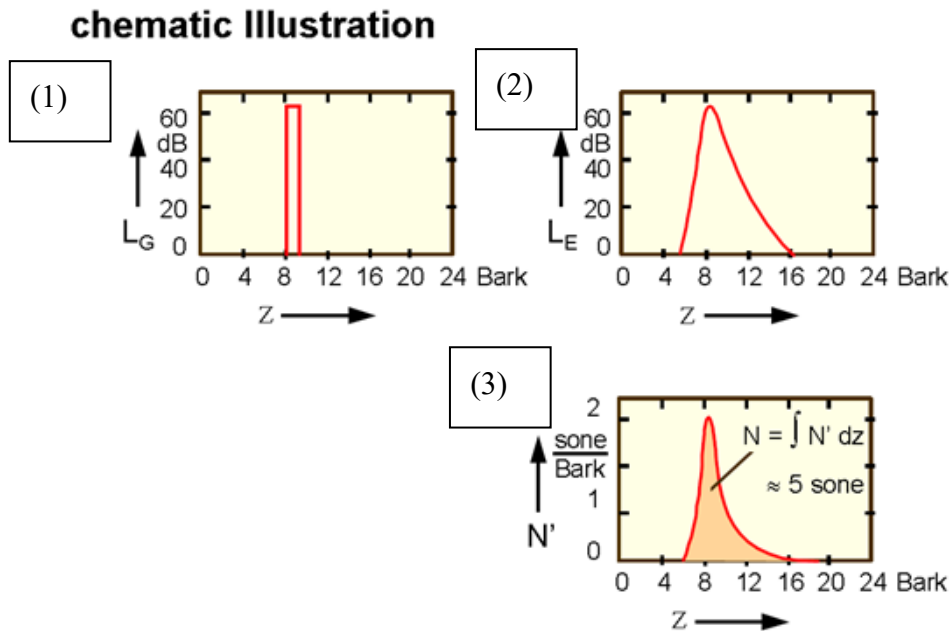 chematic Illustration
(1)
60
dB
40
20
0
L_G
0 4 8 12 16 20 24 Bark
Z
(2)
60
dB
40
20
0
L_E
0 4 8 12 16 20 24 Bark
Z
(3)
2
sone
Bark
1
0
N'
N = ∫ N' dz
≈ 5 sone
0 4 8 12 16 20 24 Bark
Z